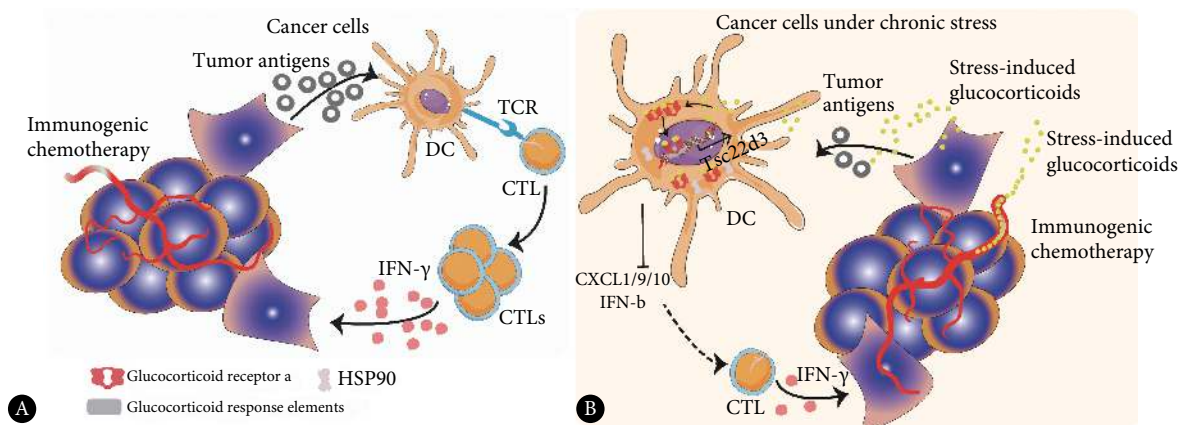 Cancer cells
Tumor antigens
Immunogenic
chemotherapy
TCR
DC
CTL
IFN-γ
CTLs
Glucocorticoid receptor a
HSP90
Glucocorticoid response elements
A
Cancer cells under chronic stress
Stress-induced
glucocorticoids
Tumor
antigens
Stress-induced
glucocorticoids
Tsc22d3
DC
Immunogenic
chemotherapy
CXCL1/9/10
IFN-b
IFN-γ
CTL
B